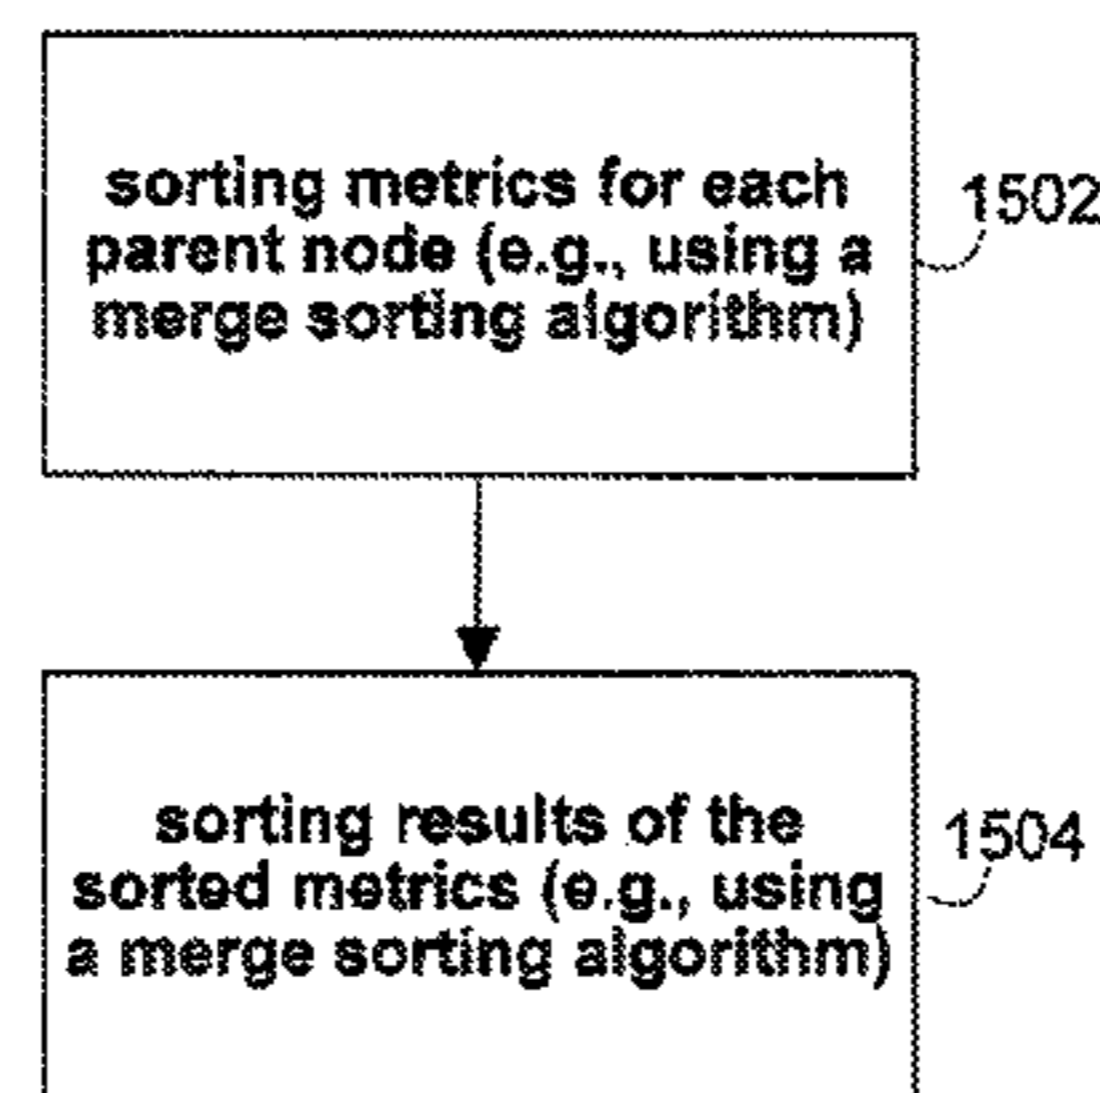 sorting metrics for each
parent node (e.g., using a
merge sorting algorithm)
1502
sorting results of the
sorted metrics (e.g., using
a merge sorting algorithm)
1504